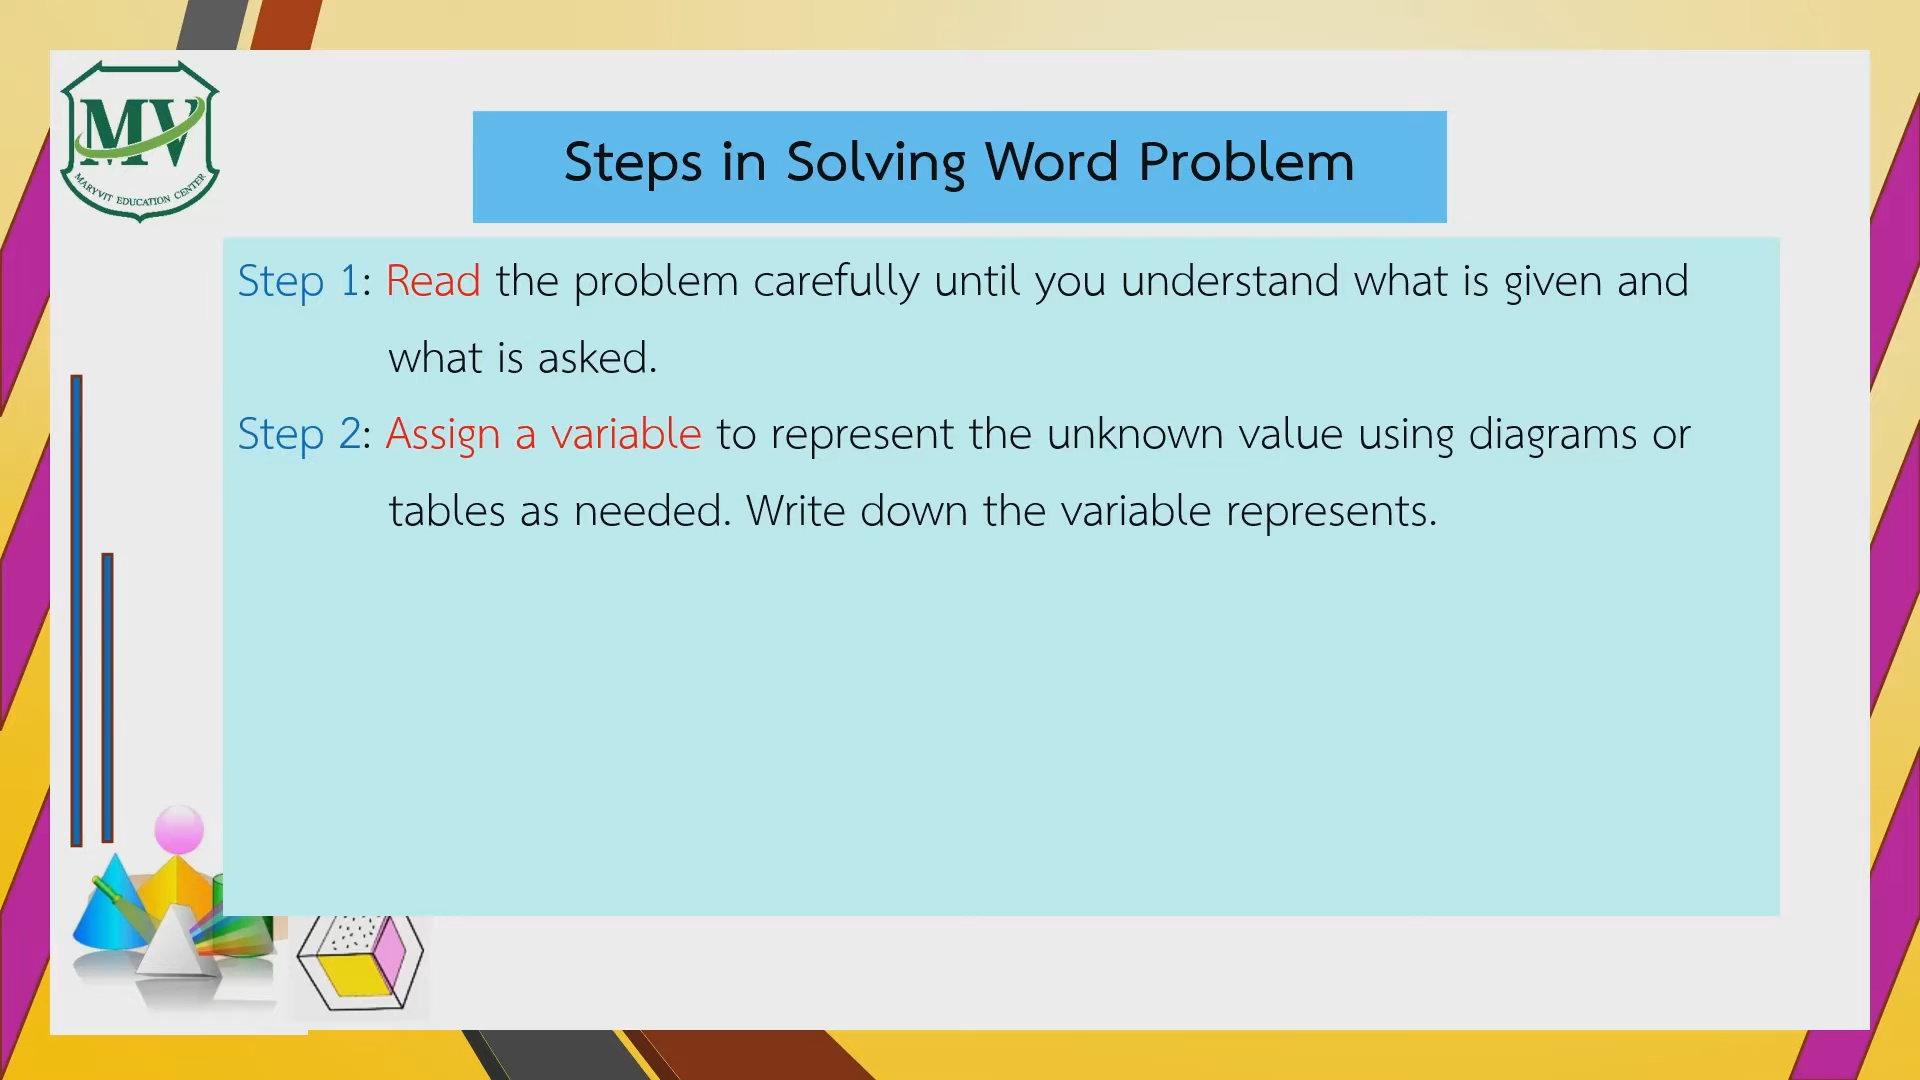 MV
MARYVIT EDUCATION CENTER
Steps in Solving Word Problem
Step 1: Read the problem carefully until you understand what is given and
what is asked.
Step 2: Assign a variable to represent the unknown value using diagrams or
tables as needed. Write down the variable represents.